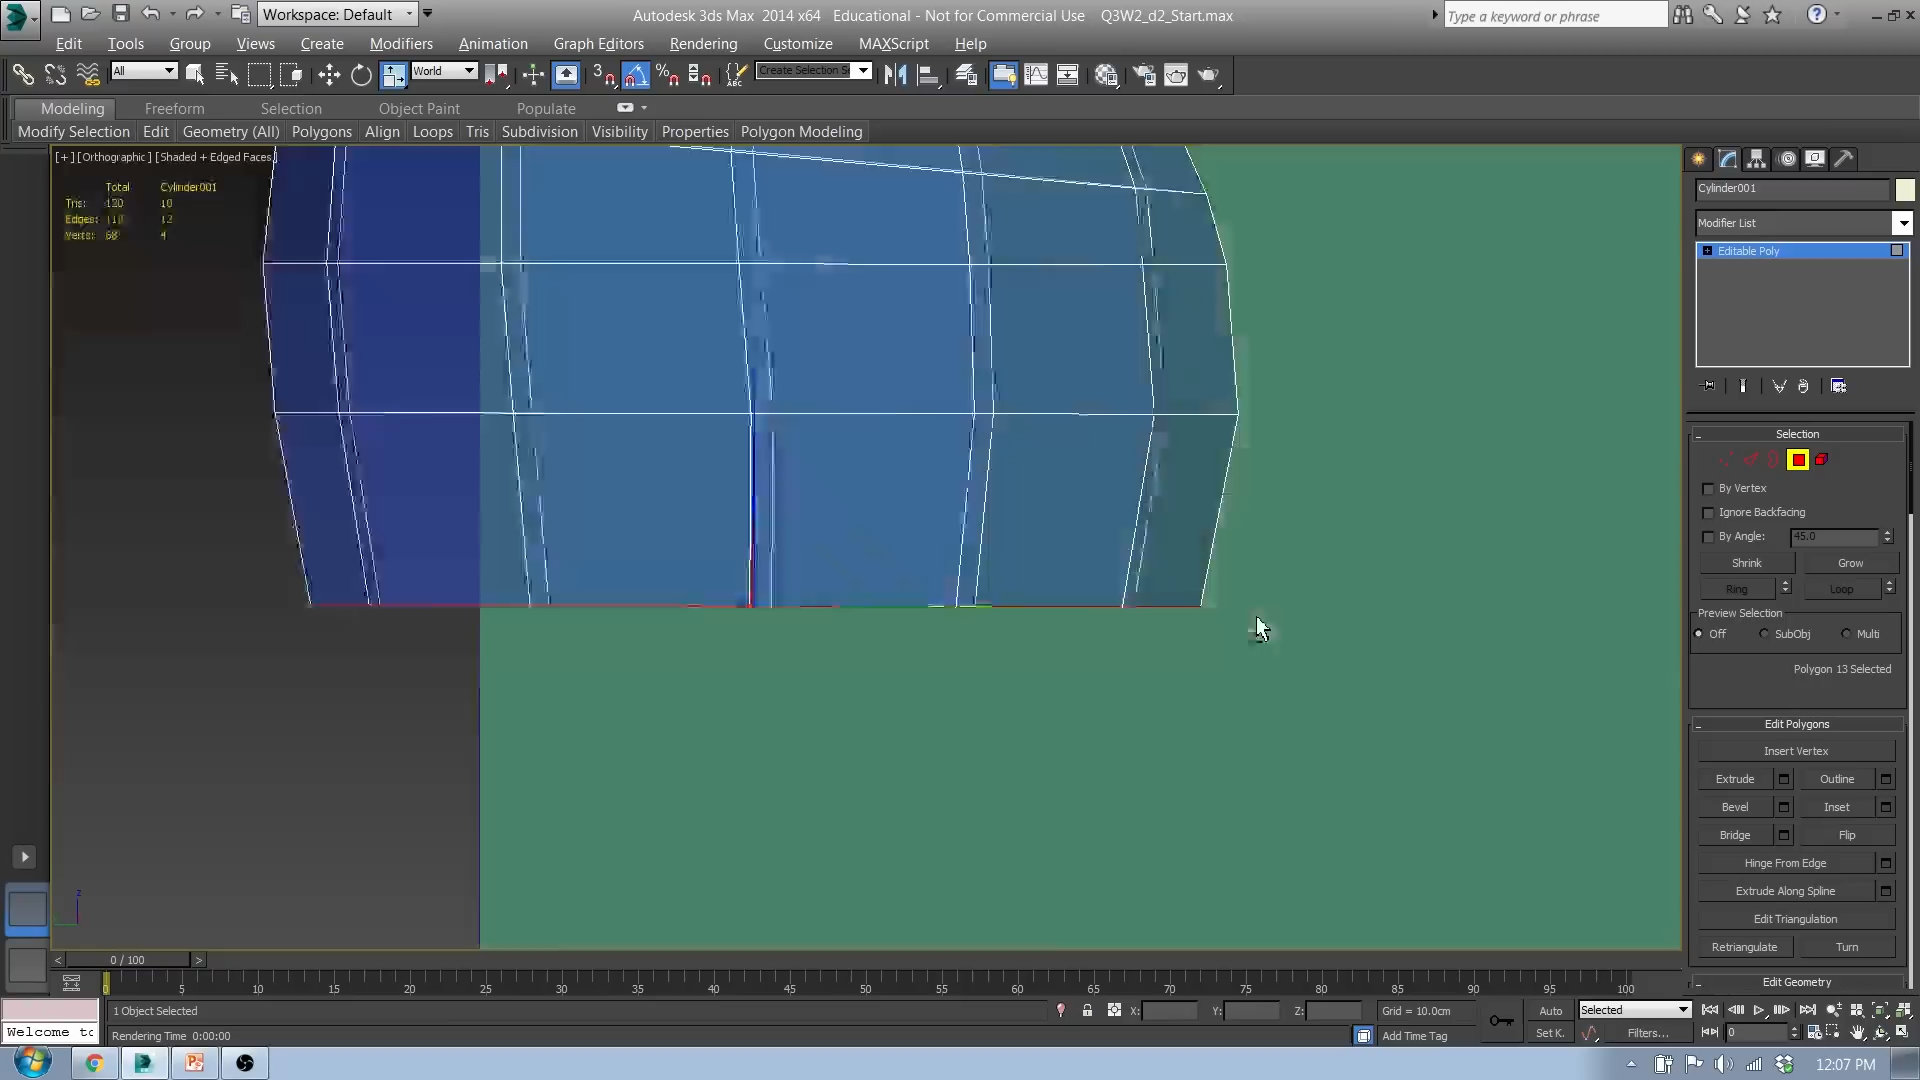 Workspace: Default
Autodesk 3ds Max 2014 x64 Educational - Not for Commercial Use Q3W2_d2_Start.max
Type a keyword or phrase
Edit Tools Group Views Create Modifiers Animation Graph Editors Rendering Customize MAXScript Help
All
World
3
Create Selection S
Modeling Freeform Selection Object Paint Populate
Modify Selection Edit Geometry (All) Polygons Align Loops Tris Subdivision Visibility Properties Polygon Modeling
[+] [Orthographic] [Shaded + Edged Faces]
Total Cylinder001
Tris: 120
Edges:
Verts: 68 4
z
Cylinder001
Modifier List
Editable Poly
Selection
By Vertex
Ignore Backfacing
By Angle: 45.0
Shrink Grow
Ring Loop
Preview Selection
Off SubObj Multi
Polygon 13 Selected
Edit Polygons
Insert Vertex
Extrude Outline
Bevel Inset
Bridge Flip
Hinge From Edge
Extrude Along Spline
Edit Triangulation
Retriangulate Turn
Edit Geometry
< 0 / 100 >
0 5 10 15 20 25 30 35 40 45 50 55 60 65 70 75 80 85 90 95 100
1 Object Selected X: Y: Z: Grid = 10.0cm Auto Selected
Welcome to Rendering Time 0:00:00 Add Time Tag Set K. Filters... 0
12:07 PM